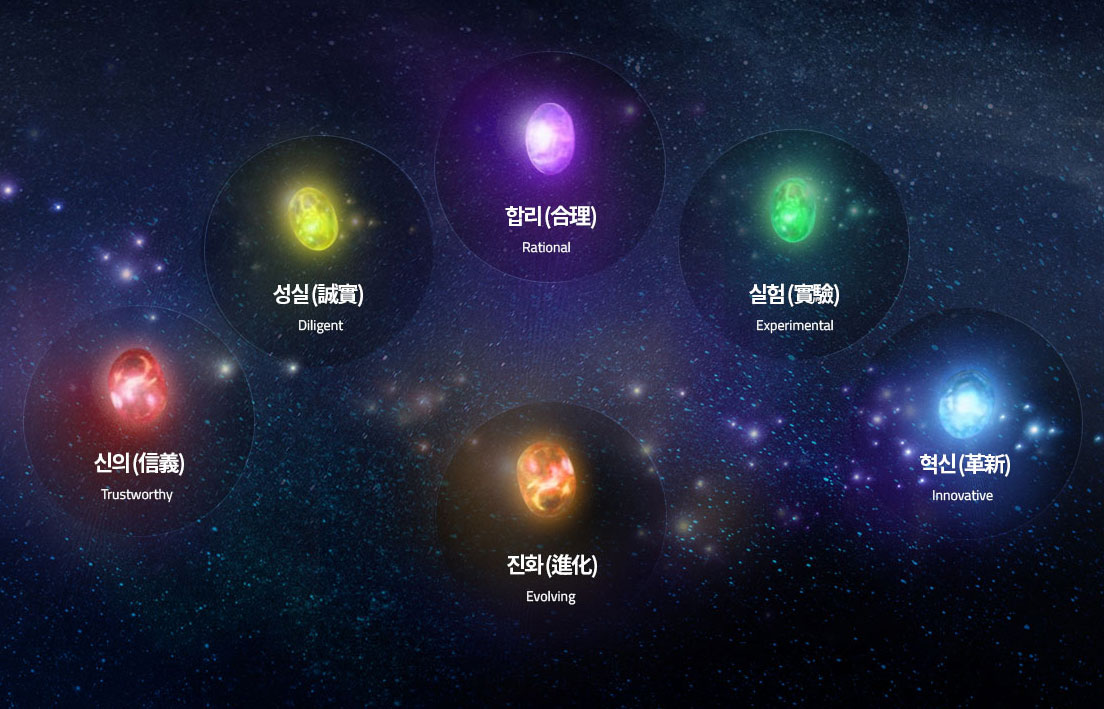 합리(合理)
Rational
성실(誠實)
Diligent
실험(實驗)
Experimental
신의(信義)
Trustworthy
혁신(革新)
Innovative
진화(進化)
Evolving